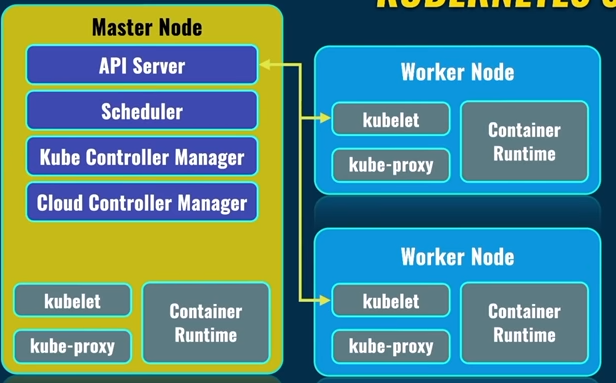 KUBERNETES
Master Node
API Server
Scheduler
Kube Controller Manager
Cloud Controller Manager
kubelet
kube-proxy
Container
Runtime
Worker Node
kubelet
kube-proxy
Container
Runtime
Worker Node
kubelet
kube-proxy
Container
Runtime